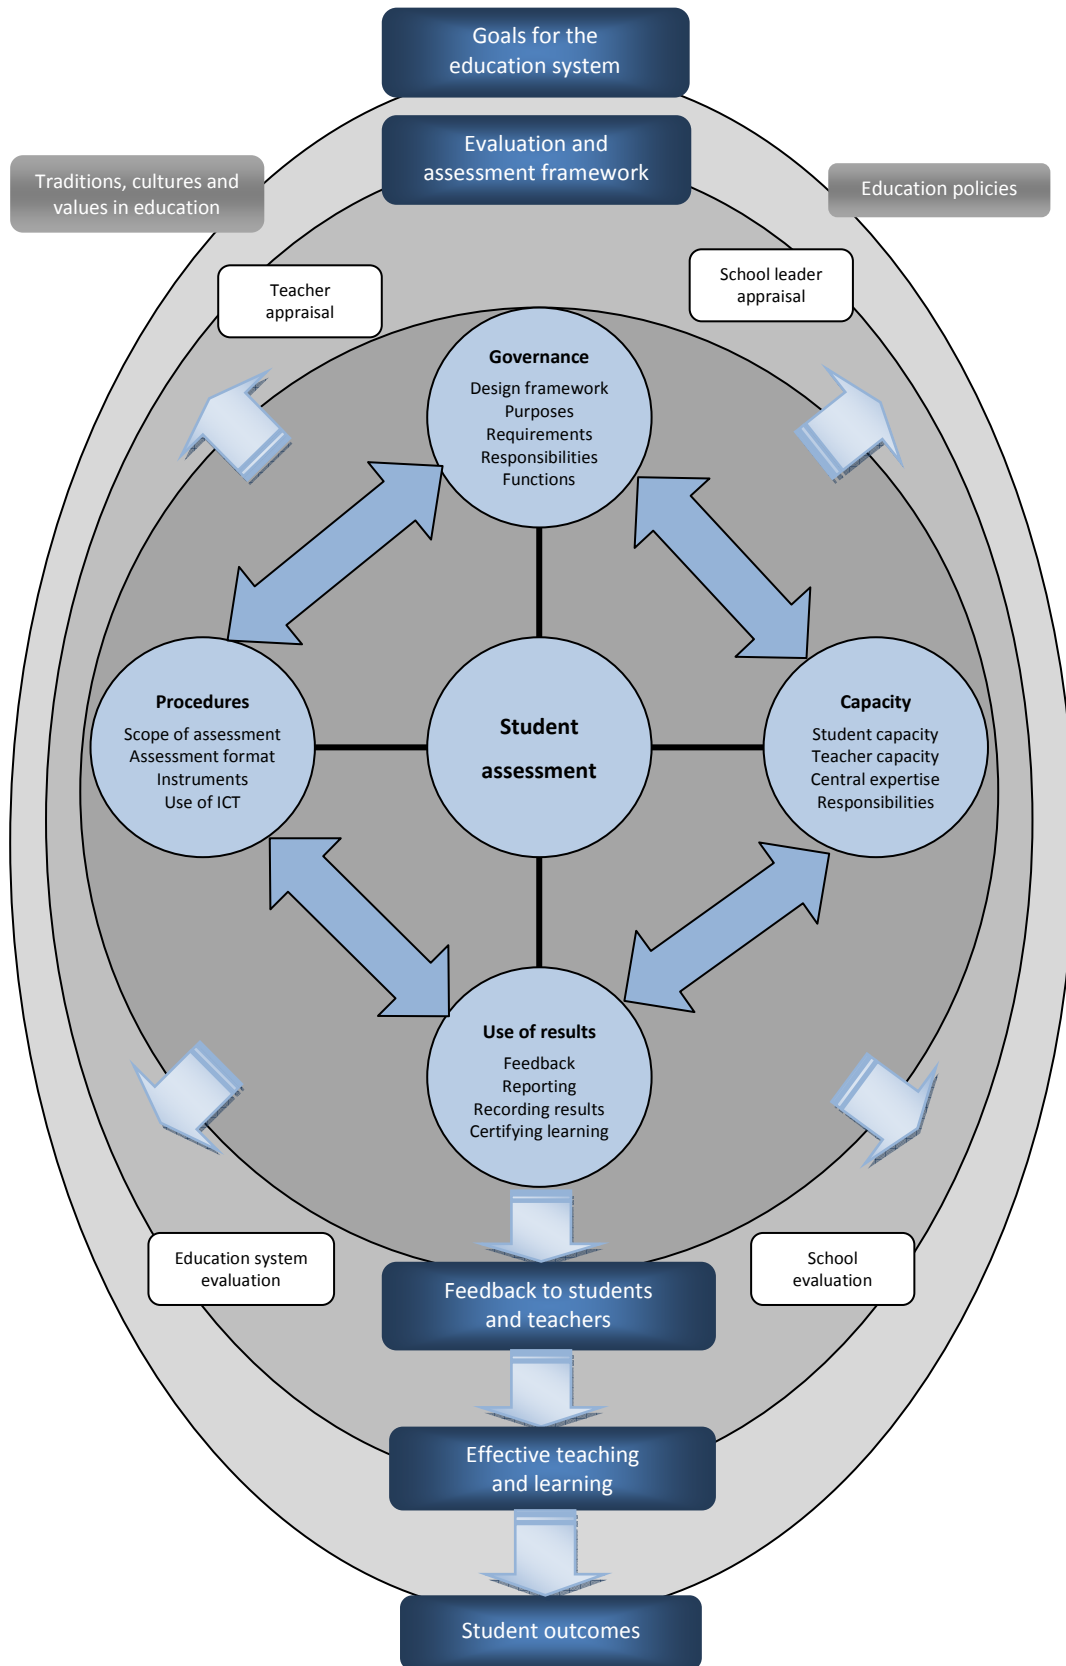 Goals for the
education system
Evaluation and
assessment framework
Traditions, cultures and
values in education
Education policies
Teacher
appraisal
School leader
appraisal
Governance
Design framework
Purposes
Requirements
Responsibilities
Functions
Procedures
Scope of assessment
Assessment format
Instruments
Use of ICT
Student
assessment
Capacity
Student capacity
Teacher capacity
Central expertise
Responsibilities
Use of results
Feedback
Reporting
Recording results
Certifying learning
Education system
evaluation
School
evaluation
Feedback to students
and teachers
Effective teaching
and learning
Student outcomes